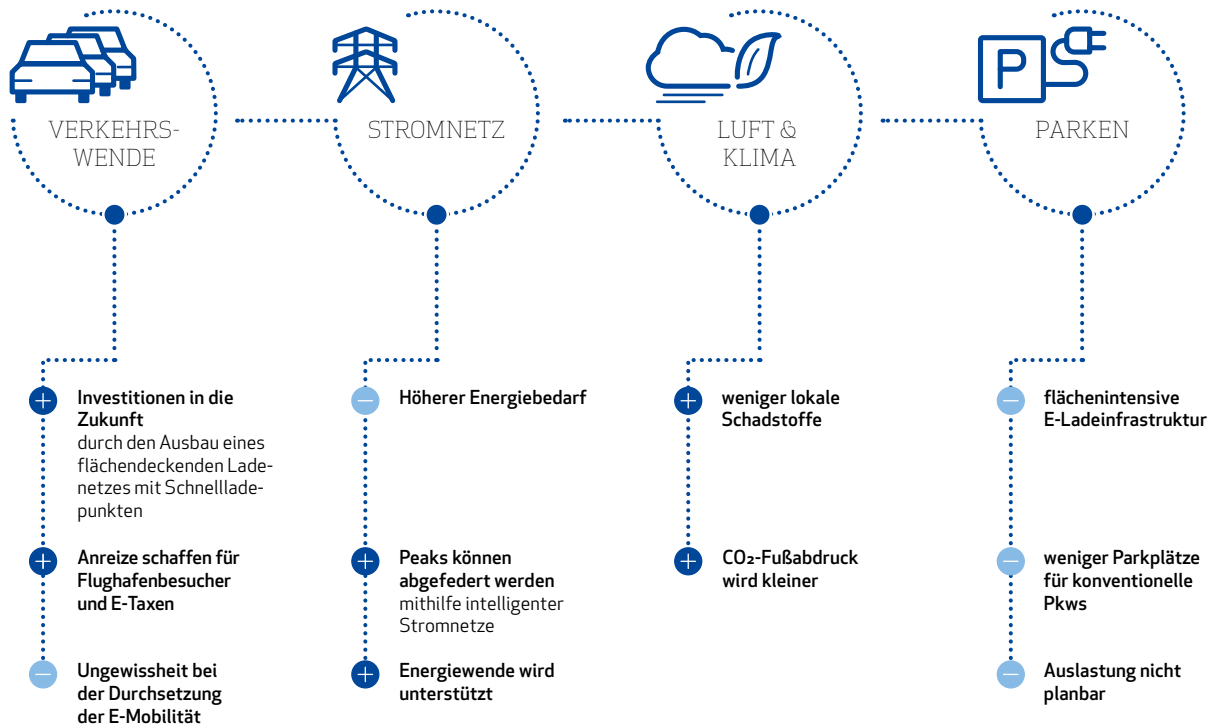 VERKEHRS-
WENDE
+ Investitionen in die
Zukunft
durch den Ausbau eines
flächendeckenden Lade-
netzes mit Schnelllade-
punkten
+ Anreize schaffen für
Flughafenbesucher
und E-Taxen
− Ungewissheit bei
der Durchsetzung
der E-Mobilität
STROMNETZ
− Höherer Energiebedarf
+ Peaks können
abgefedert werden
mithilfe intelligenter
Stromnetze
+ Energiewende wird
unterstützt
LUFT &
KLIMA
+ weniger lokale
Schadstoffe
+ CO₂-Fußabdruck
wird kleiner
P
PARKEN
− flächenintensive
E-Ladeinfrastruktur
− weniger Parkplätze
für konventionelle
Pkws
− Auslastung nicht
planbar